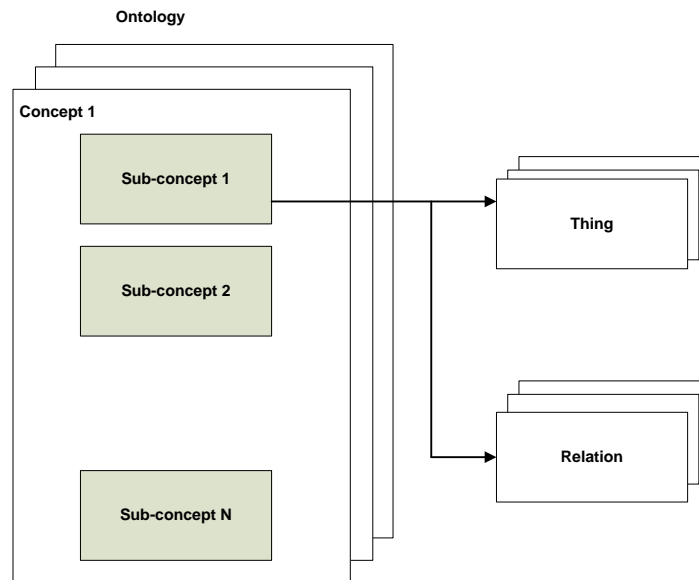 Ontology
Concept 1
Sub-concept 1
Thing
Sub-concept 2
Relation
Sub-concept N